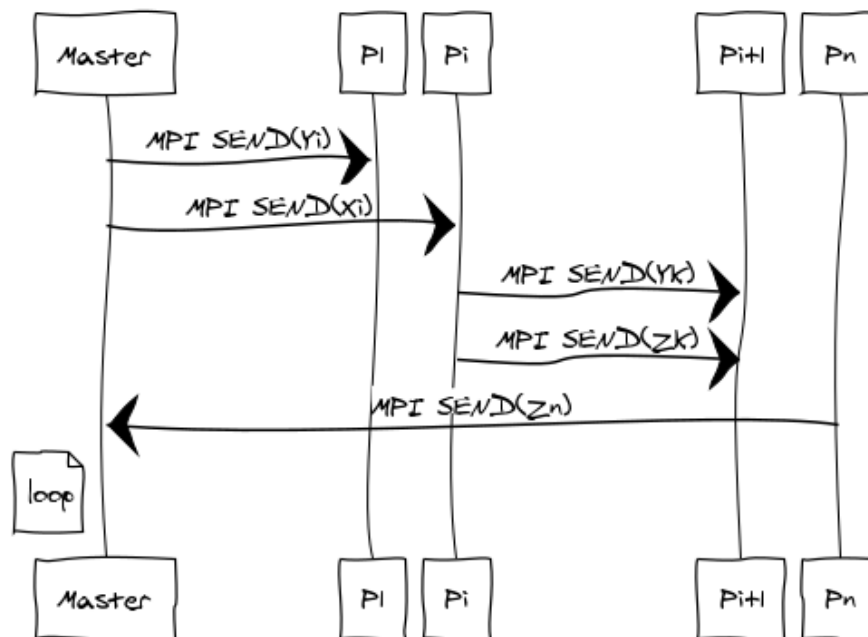 Master P1 Pi Pi+1 Pn
MPI SEND(Yi)
MPI SEND(Xi)
MPI SEND(Yk)
MPI SEND(Zk)
MPI SEND(Zn)
loop
Master P1 Pi Pi+1 Pn